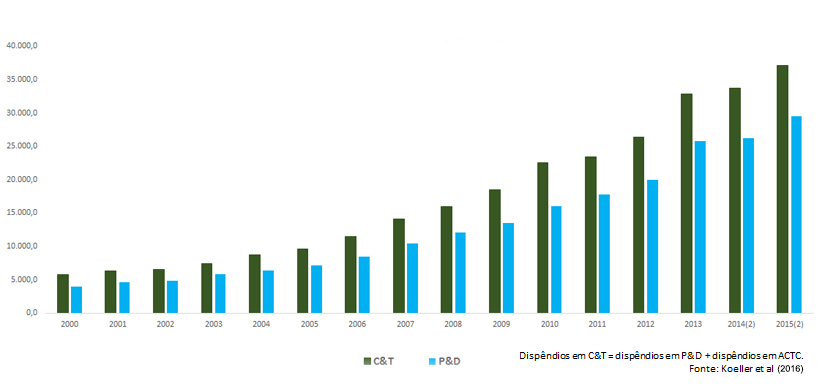 40.000,0
35.000,0
30.000,0
25.000,0
20.000,0
15.000,0
10.000,0
5.000,0
0,0
2000 2001 2002 2003 2004 2005 2006 2007 2008 2009 2010 2011 2012 2013 2014(2) 2015(2)
C&T P&D
Dispêndios em C&T = dispêndios em P&D + dispêndios em ACTC.
Fonte: Koeller et al (2016)